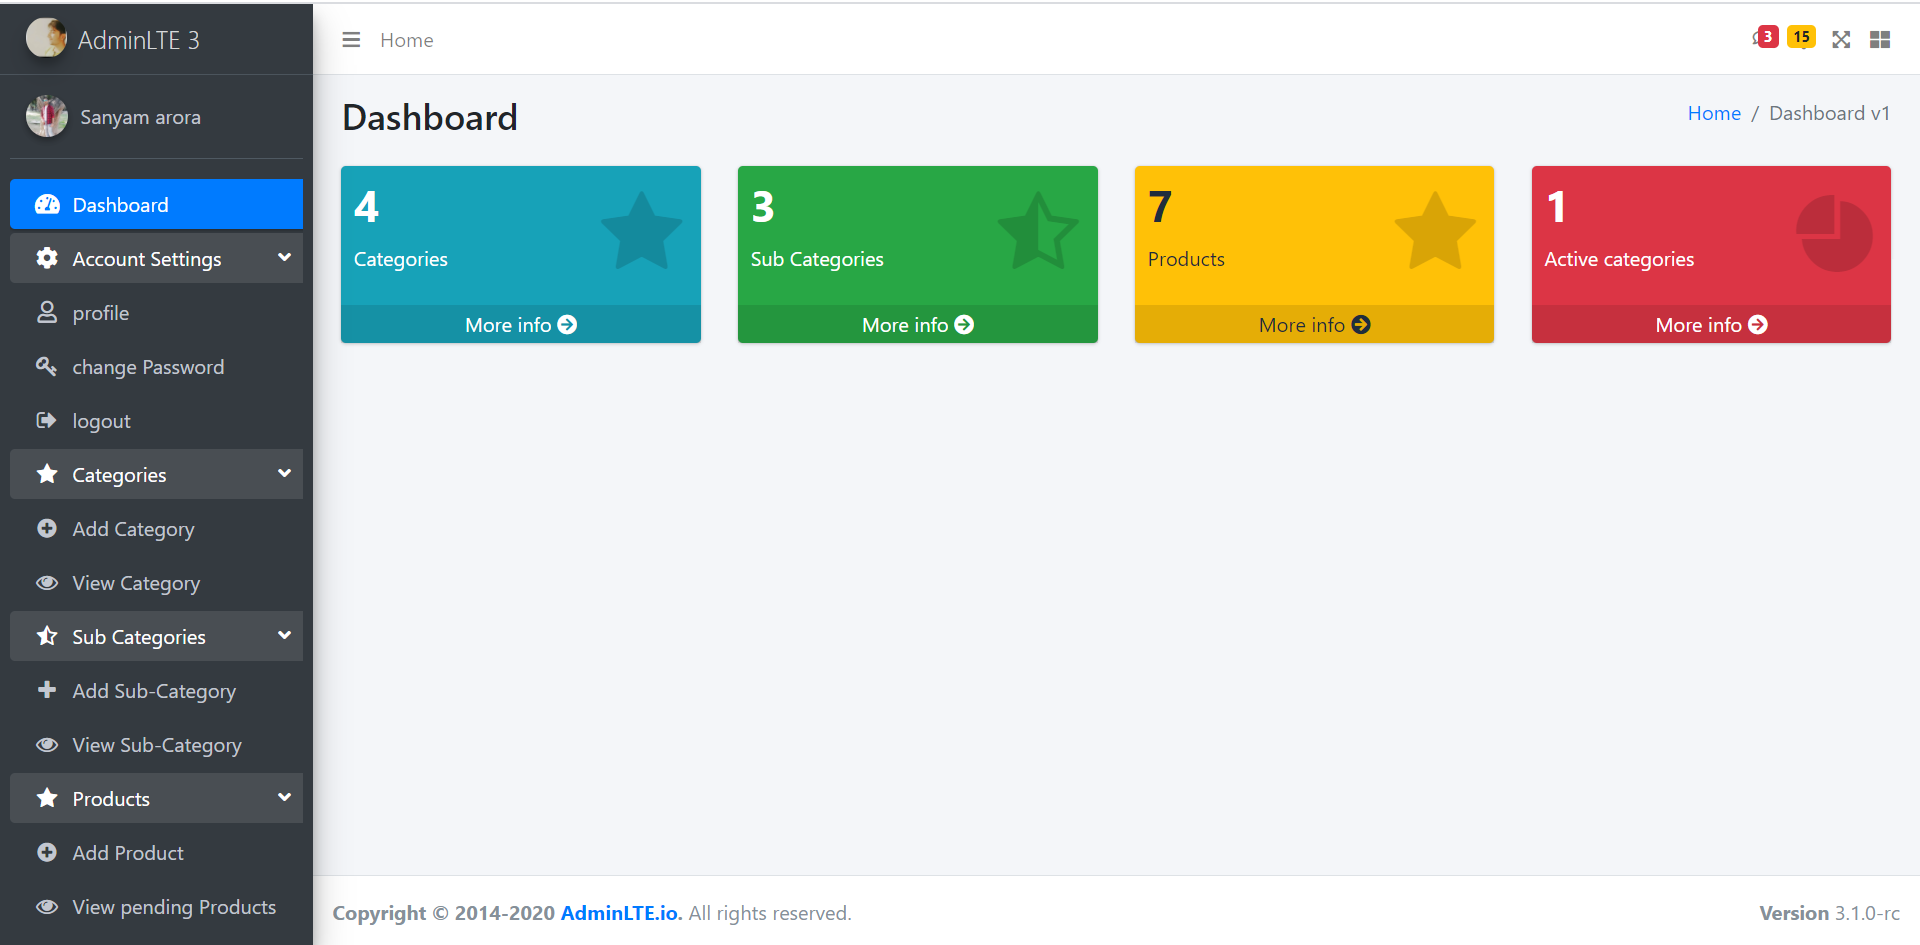 AdminLTE 3
Sanyam arora
Dashboard
Account Settings
profile
change Password
logout
Categories
Add Category
View Category
Sub Categories
Add Sub-Category
View Sub-Category
Products
Add Product
View pending Products
Home
3
15
Dashboard
Home / Dashboard v1
4
Categories
More info
3
Sub Categories
More info
7
Products
More info
1
Active categories
More info
Copyright © 2014-2020 AdminLTE.io. All rights reserved.
Version 3.1.0-rc